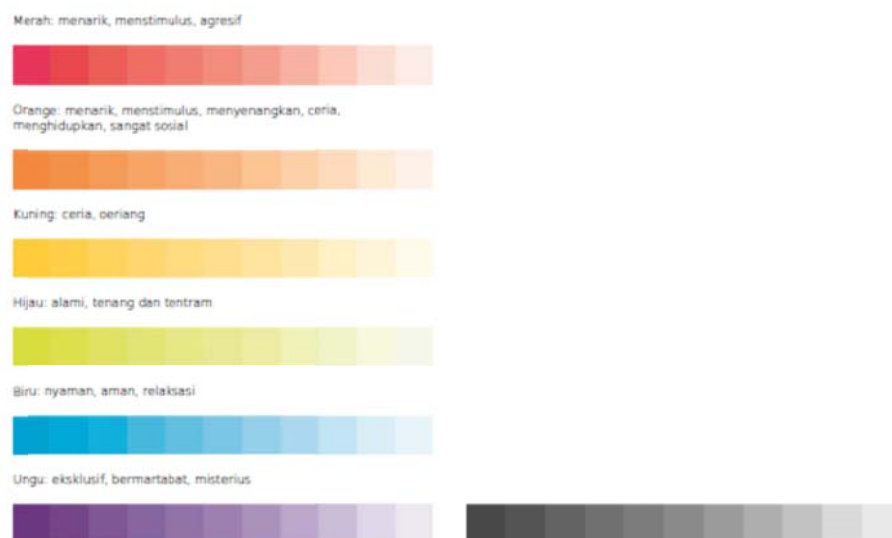 Merah: menarik, menstimulus, agresif
Orange: menarik, menstimulus, menyenangkan, ceria,
menghidupkan, sangat sosial
Kuning: ceria, oeriang
Hijau: alami, tenang dan tentram
Biru: nyaman, aman, relaksasi
Ungu: eksklusif, bermartabat, misterius